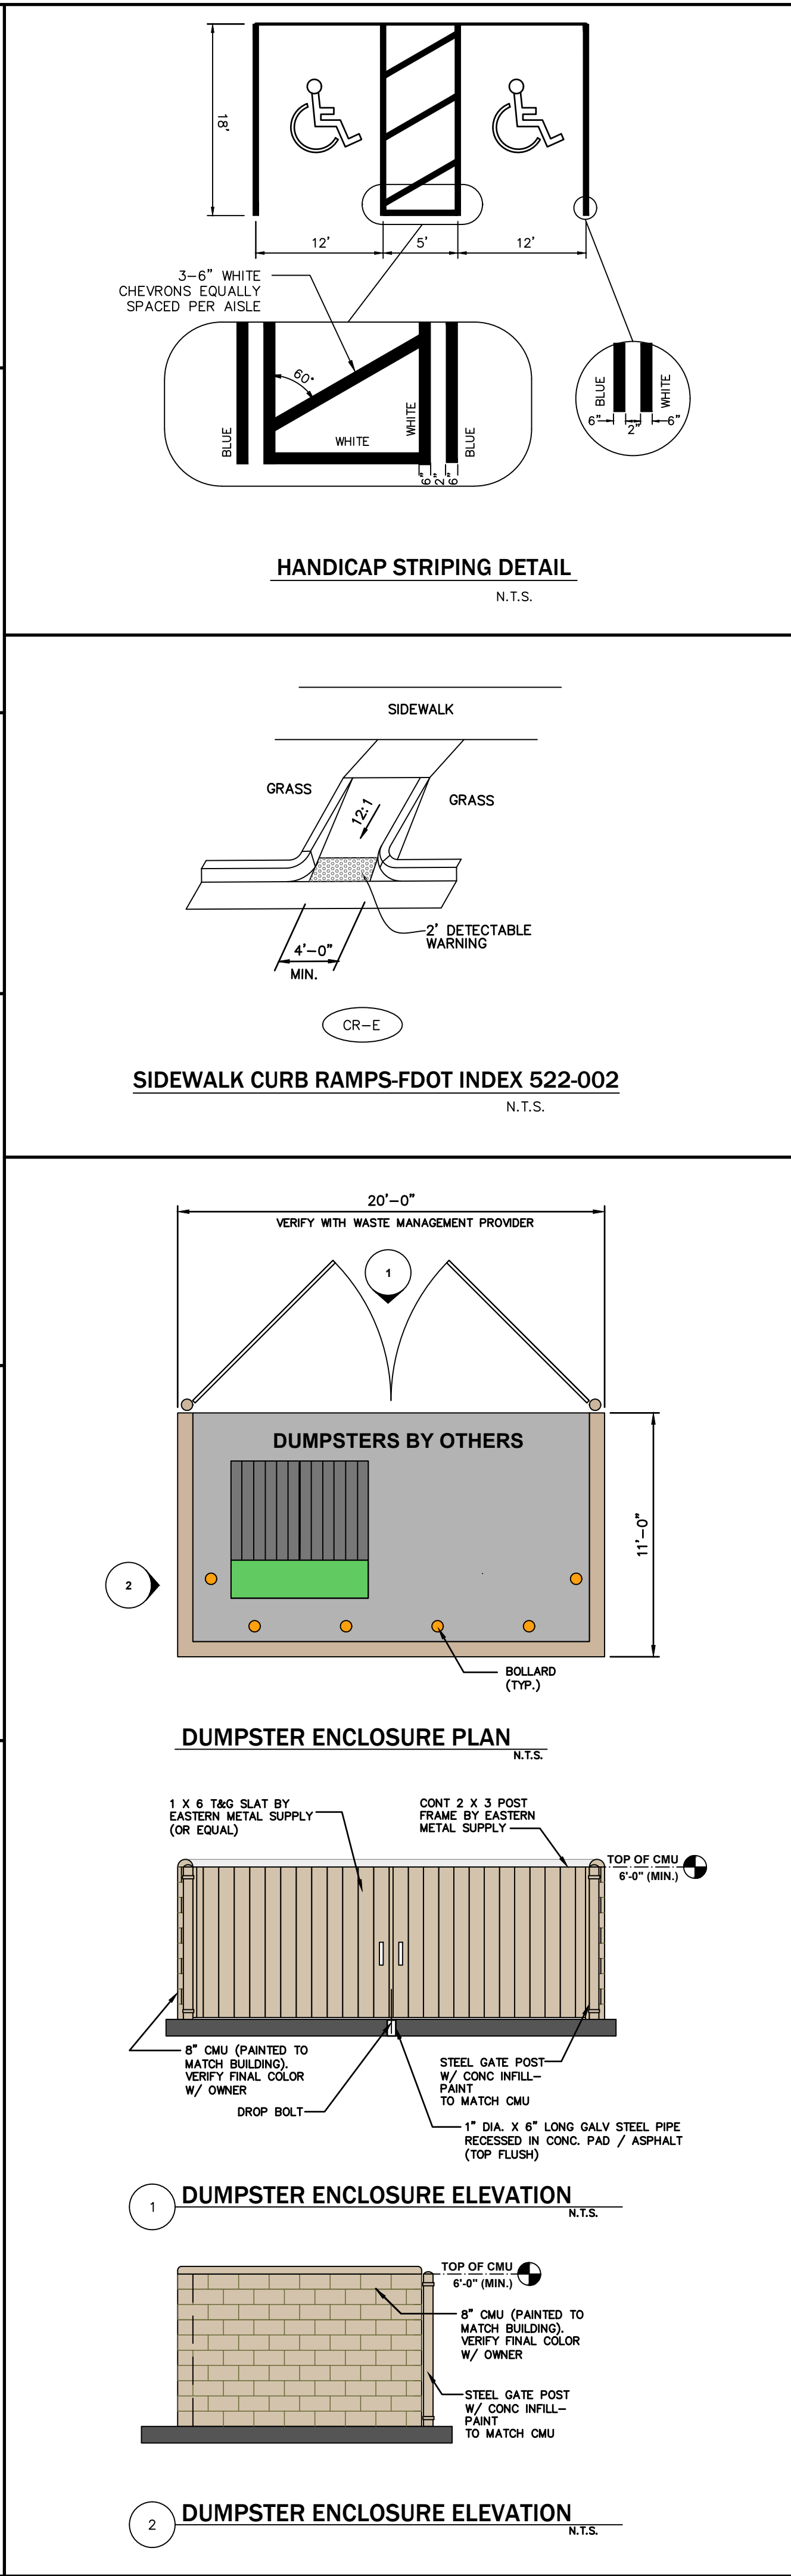 18'
12'
5'
12'
3-6" WHITE
CHEVRONS EQUALLY
SPACED PER AISLE
60°
BLUE
WHITE
WHITE
BLUE
6"
2"
6"
BLUE
WHITE
6"
2"
6"
HANDICAP STRIPING DETAIL
N.T.S.
SIDEWALK
GRASS
12:1
GRASS
2' DETECTABLE
WARNING
4'-0"
MIN.
CR-E
SIDEWALK CURB RAMPS-FDOT INDEX 522-002
N.T.S.
20'-0"
VERIFY WITH WASTE MANAGEMENT PROVIDER
1
DUMPSTERS BY OTHERS
11'-0"
2
BOLLARD
(TYP.)
DUMPSTER ENCLOSURE PLAN
N.T.S.
1 X 6 T&G SLAT BY
EASTERN METAL SUPPLY
(OR EQUAL)
CONT 2 X 3 POST
FRAME BY EASTERN
METAL SUPPLY
TOP OF CMU
6'-0" (MIN.)
8" CMU (PAINTED TO
MATCH BUILDING).
VERIFY FINAL COLOR
W/ OWNER
STEEL GATE POST
W/ CONC INFILL-
PAINT
TO MATCH CMU
DROP BOLT
1" DIA. X 6" LONG GALV STEEL PIPE
RECESSED IN CONC. PAD / ASPHALT
(TOP FLUSH)
1
DUMPSTER ENCLOSURE ELEVATION
N.T.S.
TOP OF CMU
6'-0" (MIN.)
8" CMU (PAINTED TO
MATCH BUILDING).
VERIFY FINAL COLOR
W/ OWNER
STEEL GATE POST
W/ CONC INFILL-
PAINT
TO MATCH CMU
2
DUMPSTER ENCLOSURE ELEVATION
N.T.S.